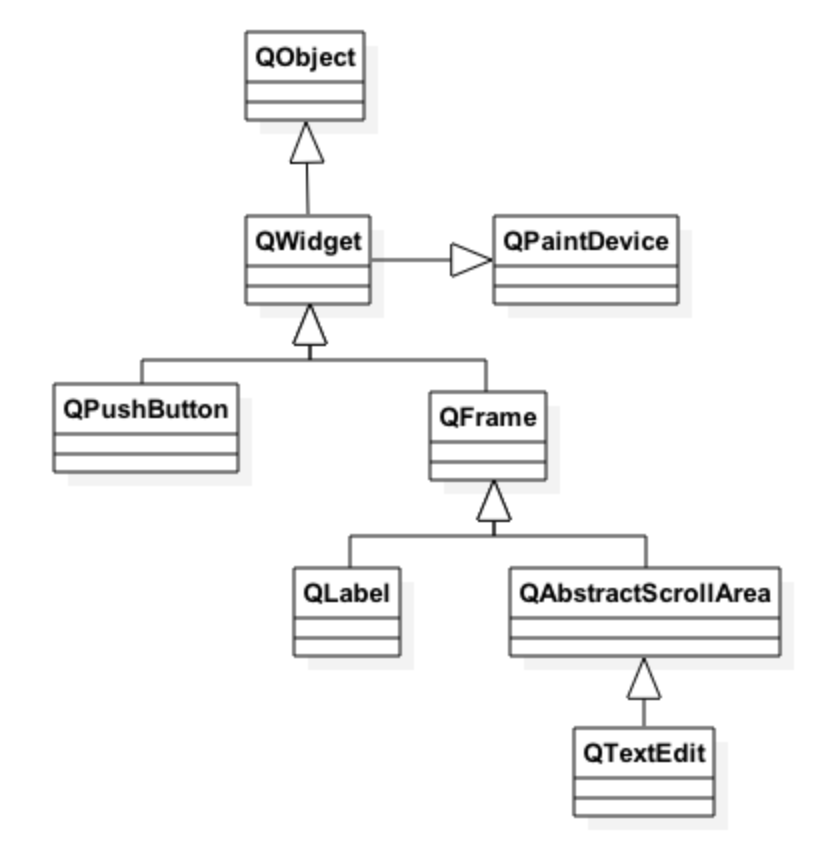 QObject
QWidget
QPaintDevice
QPushButton
QFrame
QLabel
QAbstractScrollArea
QTextEdit